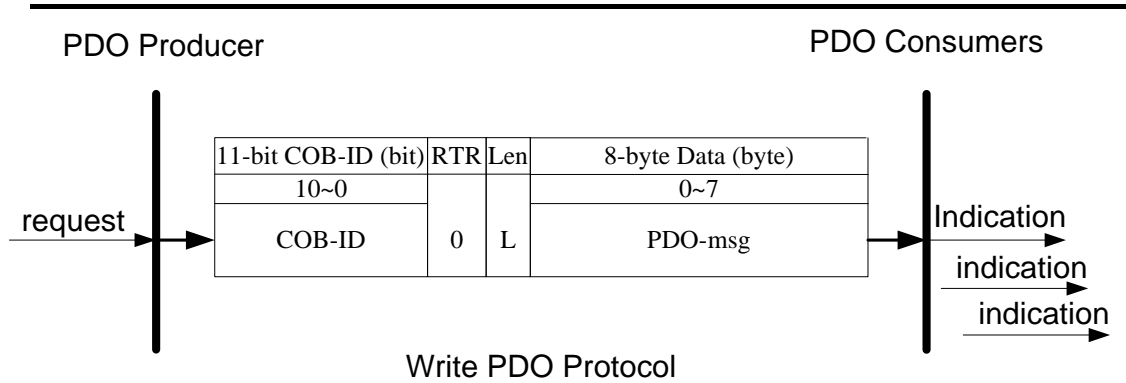 PDO Producer
PDO Consumers
11-bit COB-ID (bit) RTR Len 8-byte Data (byte)
10~0 0~7
request COB-ID 0 L PDO-msg Indication
indication
indication
Write PDO Protocol